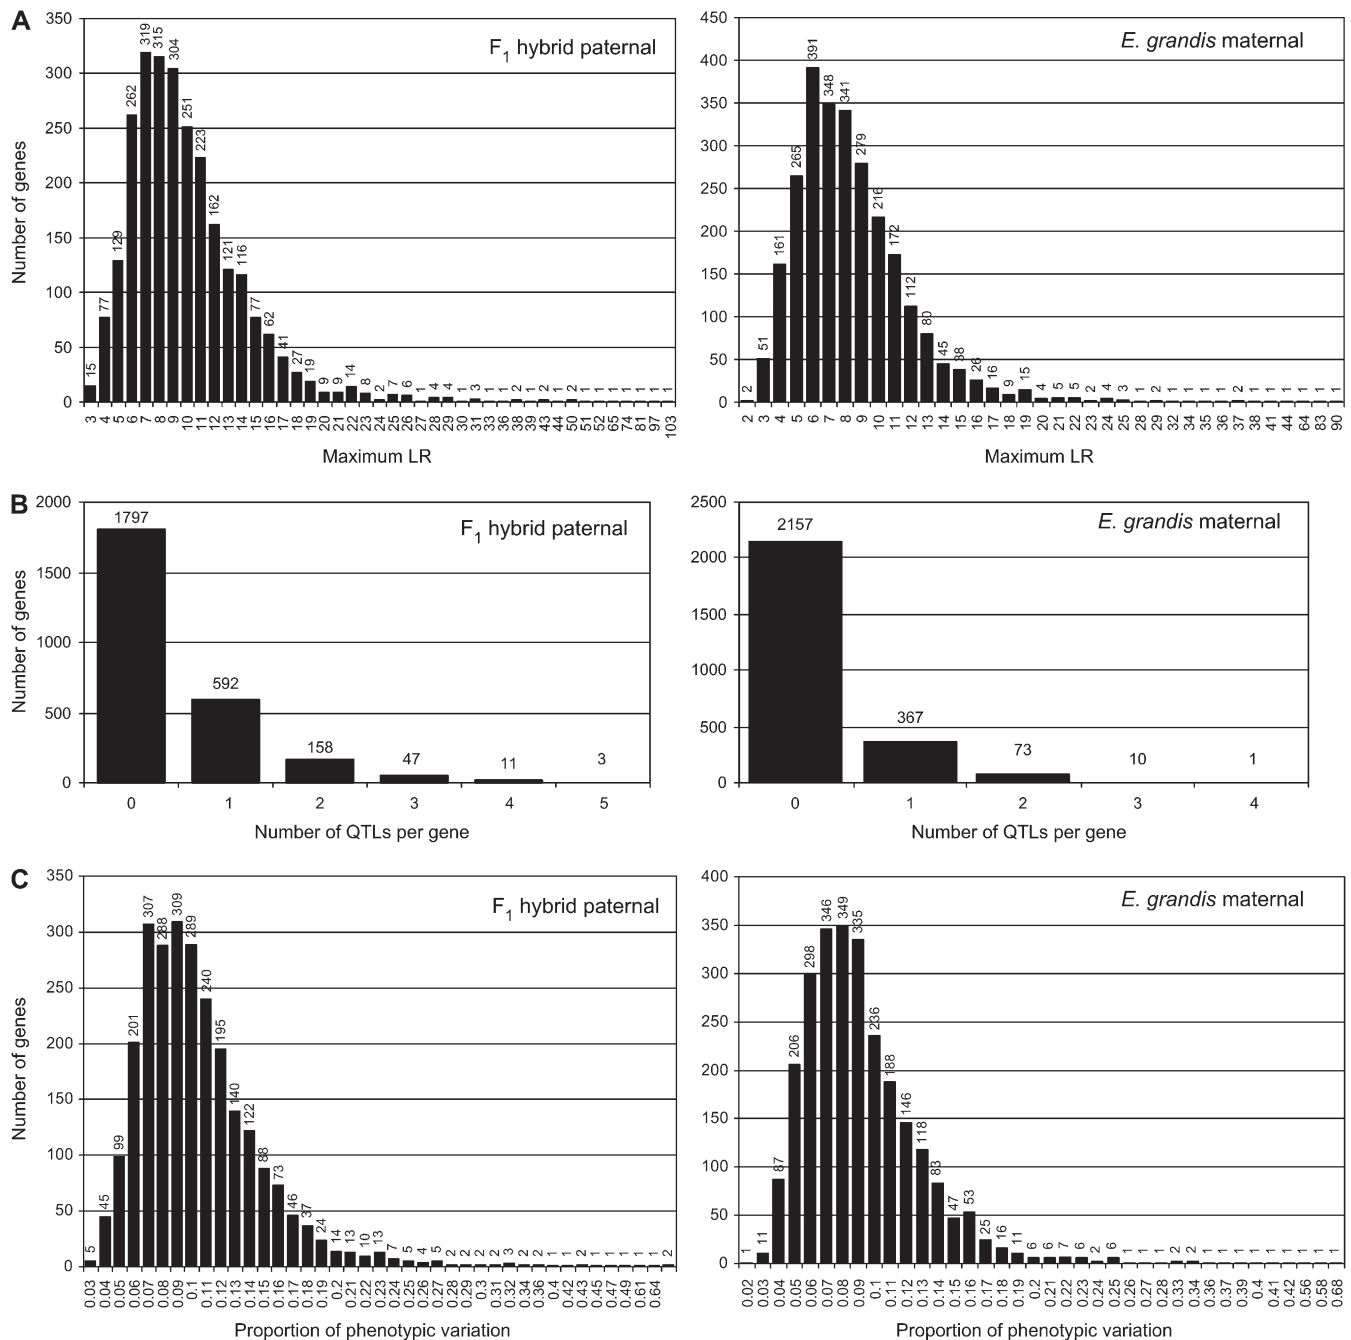 A
F1 hybrid paternal
Number of genes
350
300
250
200
150
100
50
0
15 77 129 262 319 315 304 251 223 162 121 116 77 62 41 27 19 9 9 14 8 2 7 6 1 4 4 1 3 1 1 2 1 2 1 2 1 1 1 1 1 1 1
3 4 5 6 7 8 9 10 11 12 13 14 15 16 17 18 19 20 21 22 23 24 25 26 27 28 29 30 31 33 36 38 39 43 44 50 51 52 65 74 81 97 103
Maximum LR
E. grandis maternal
450
400
350
300
250
200
150
100
50
0
2 51 161 265 391 348 341 279 216 172 112 80 45 38 26 16 9 15 4 5 5 2 4 3 1 2 1 1 1 1 2 1 1 1 1 1 1
2 3 4 5 6 7 8 9 10 11 12 13 14 15 16 17 18 19 20 21 22 23 24 25 28 29 32 34 35 36 37 38 41 44 64 83 90
Maximum LR
B
F1 hybrid paternal
Number of genes
2000
1500
1000
500
0
1797 592 158 47 11 3
0 1 2 3 4 5
Number of QTLs per gene
E. grandis maternal
2500
2000
1500
1000
500
0
2157 367 73 10 1
0 1 2 3 4
Number of QTLs per gene
C
F1 hybrid paternal
Number of genes
350
300
250
200
150
100
50
0
5 45 99 201 307 288 309 289 240 195 140 122 88 73 46 37 24 14 13 10 13 7 5 4 5 2 2 2 2 3 2 2 1 1 2 1 1 1 1 1 2
0.03 0.04 0.05 0.06 0.07 0.08 0.09 0.1 0.11 0.12 0.13 0.14 0.15 0.16 0.17 0.18 0.19 0.2 0.21 0.22 0.23 0.24 0.25 0.26 0.27 0.28 0.29 0.3 0.31 0.32 0.34 0.36 0.4 0.42 0.43 0.45 0.47 0.49 0.61 0.64
Proportion of phenotypic variation
E. grandis maternal
400
350
300
250
200
150
100
50
0
1 11 87 206 298 346 349 335 236 188 146 118 83 47 53 25 16 11 6 6 7 6 2 6 1 1 1 2 2 1 1 1 1 1 1 1 1 1
0.02 0.03 0.04 0.05 0.06 0.07 0.08 0.09 0.1 0.11 0.12 0.13 0.14 0.15 0.16 0.17 0.18 0.19 0.2 0.21 0.22 0.23 0.24 0.25 0.26 0.27 0.28 0.33 0.34 0.36 0.37 0.39 0.4 0.41 0.42 0.56 0.58 0.68
Proportion of phenotypic variation